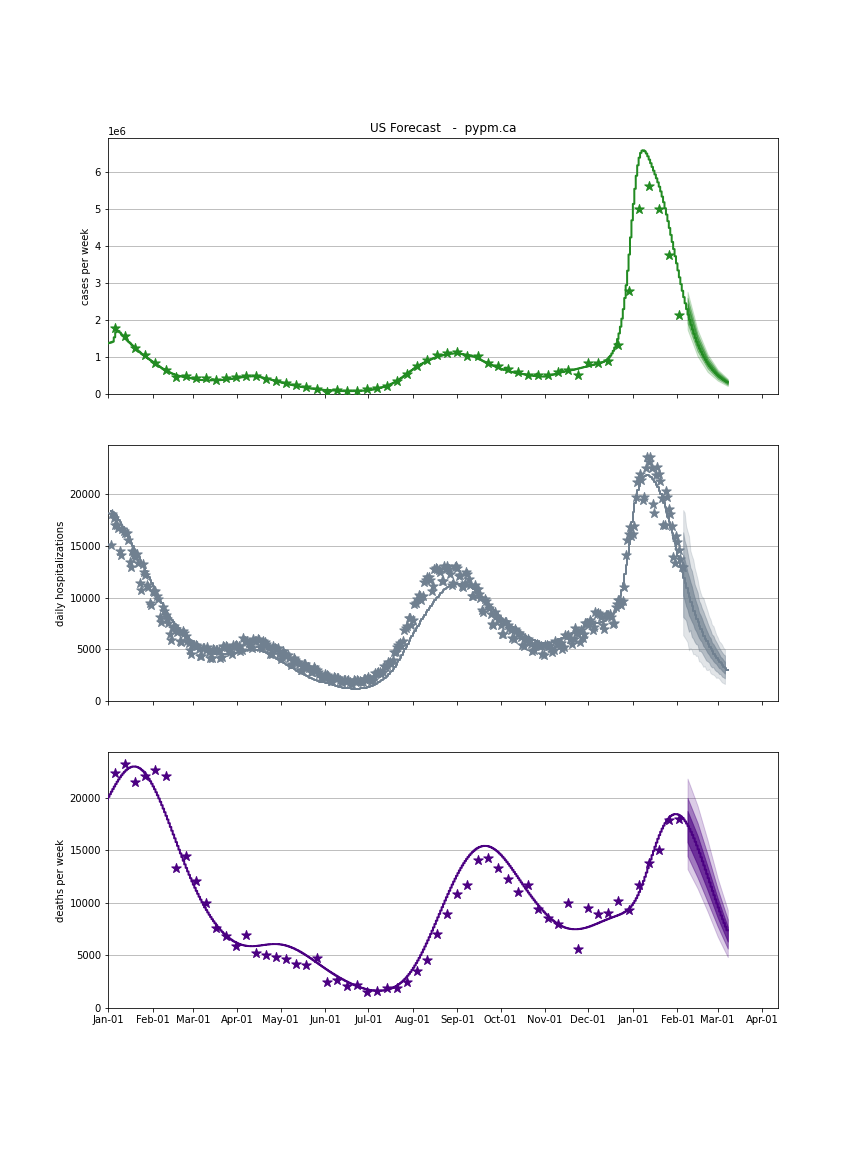 US Forecast - pypm.ca
1e6
6
5
4
3
2
1
0
cases per week
20000
15000
10000
5000
0
daily hospitalizations
20000
15000
10000
5000
0
deaths per week
Jan-01 Feb-01 Mar-01 Apr-01 May-01 Jun-01 Jul-01 Aug-01 Sep-01 Oct-01 Nov-01 Dec-01 Jan-01 Feb-01 Mar-01 Apr-01